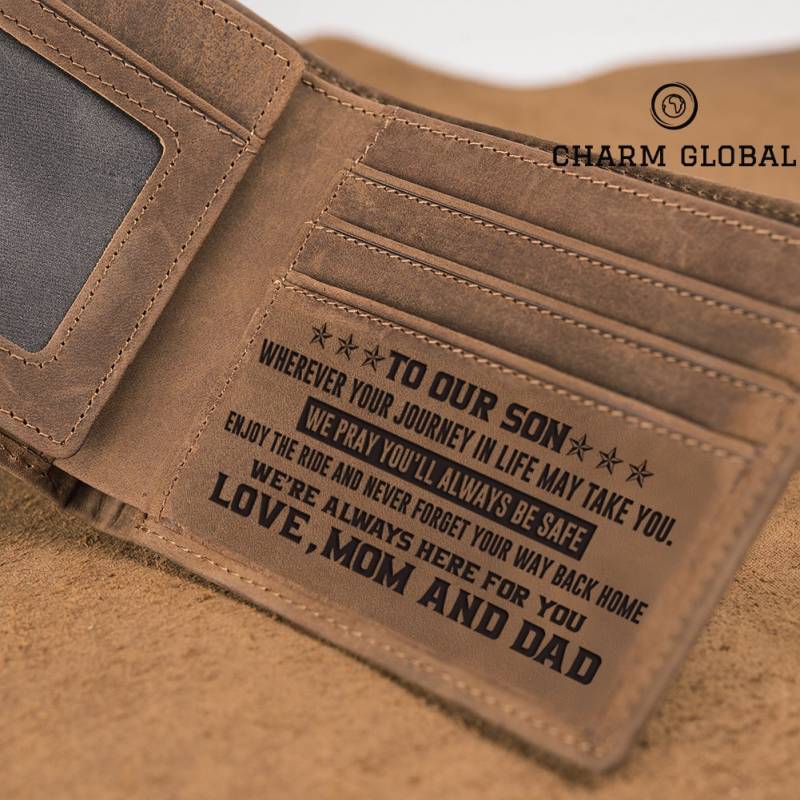 CHARM GLOBAL
TO OUR SON
WHEREVER YOUR JOURNEY IN LIFE MAY TAKE YOU.
WE PRAY YOU'LL ALWAYS BE SAFE
ENJOY THE RIDE AND NEVER FORGET YOUR WAY BACK HOME
WE'RE ALWAYS HERE FOR YOU
LOVE, MOM AND DAD